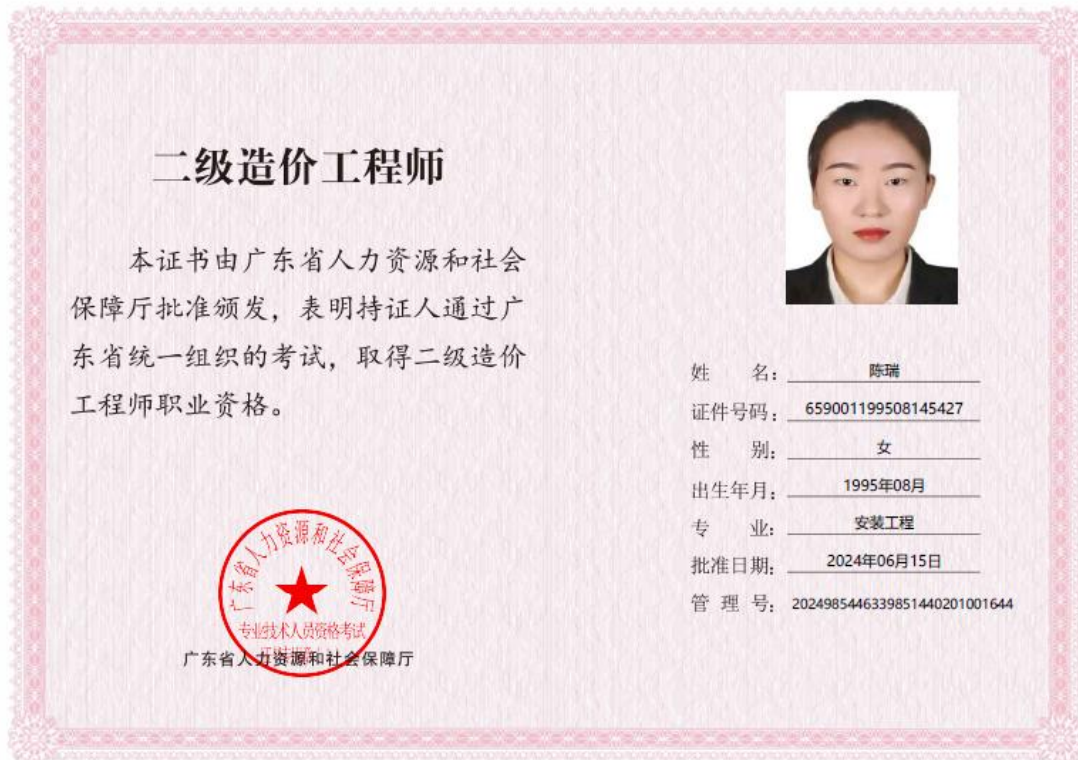 二级造价工程师
本证书由广东省人力资源和社会
保障厅批准颁发，表明持证人通过广
东省统一组织的考试，取得二级造价
工程师职业资格。
广东省人力资源和社会保障厅
专业技术人员资格考试
广东省人力资源和社会保障厅
姓 名：陈瑞
证件号码：659001199508145427
性 别：女
出生年月：1995年08月
专 业：安装工程
批准日期：2024年06月15日
管 理 号：20249854463398514402010016​44